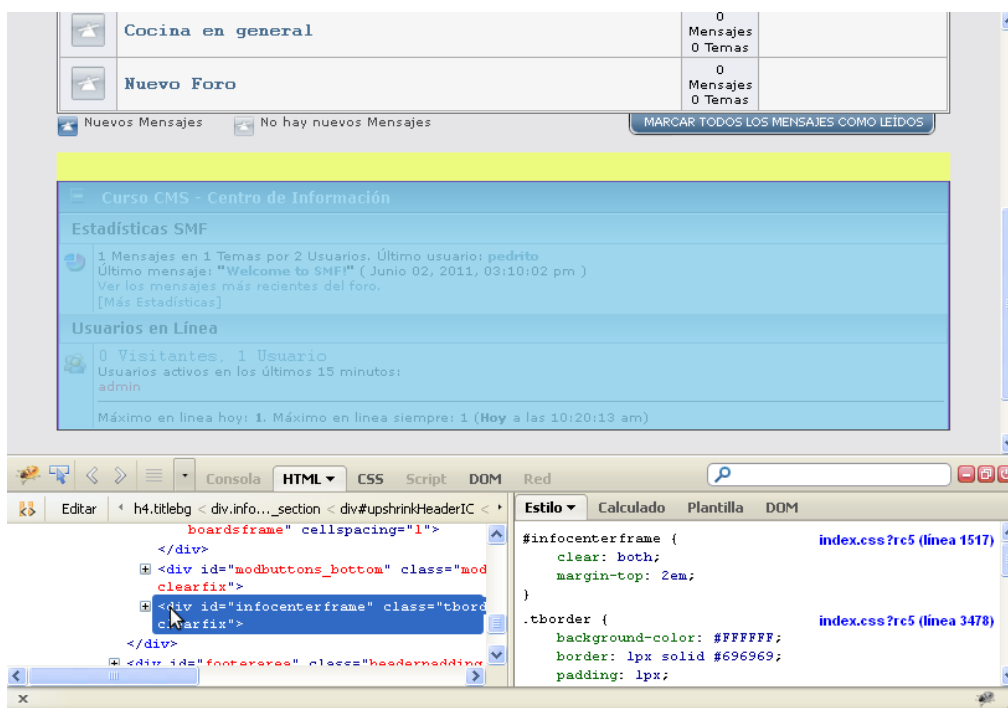 Cocina en general
0
Mensajes
0 Temas
Nuevo Foro
0
Mensajes
0 Temas
Nuevos Mensajes
No hay nuevos Mensajes
MARCAR TODOS LOS MENSAJES COMO LEÍDOS
Curso CMS - Centro de Información
Estadísticas SMF
1 Mensajes en 1 Temas por 2 Usuarios. Último usuario: pedrito
Último mensaje: "Welcome to SMF!" ( Junio 02, 2011, 03:10:02 pm )
Ver los mensajes más recientes del foro.
[Más Estadísticas]
Usuarios en Línea
0 Visitantes, 1 Usuario
Usuarios activos en los últimos 15 minutos:
admin
Máximo en linea hoy: 1. Máximo en linea siempre: 1 (Hoy a las 10:20:13 am)
Consola HTML CSS Script DOM Red
Editar h4.titlebg < div.info..._section < div#upshrinkHeaderIC <
Estilo Calculado Plantilla DOM
boardsframe" cellspacing="1">
</div>
<div id="modbuttons_bottom" class="mod
clearfix">
<div id="infocenterframe" class="tbord
clearfix">
</div>
<div id="footerarea" class="headerpadding
#infocenterframe { index.css?rc5 (línea 1517)
clear: both;
margin-top: 2em;
}
.tborder { index.css?rc5 (línea 3478)
background-color: #FFFFFF;
border: 1px solid #696969;
padding: 1px;
x